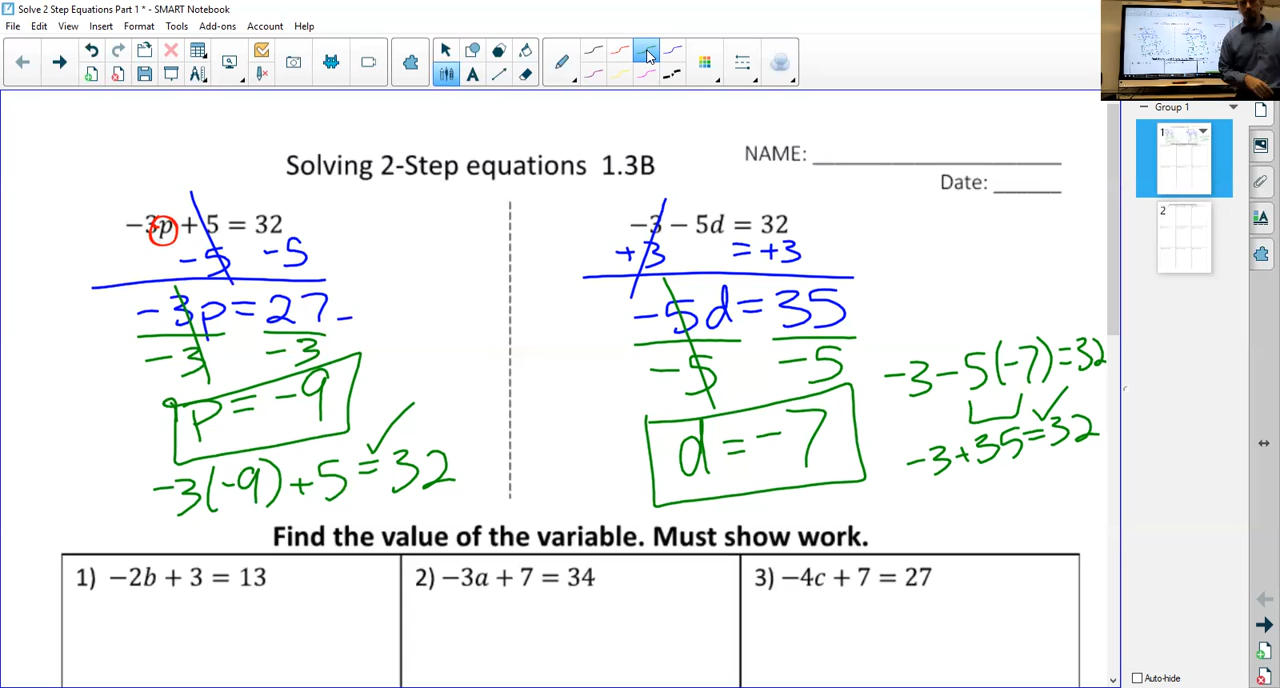 Solve 2 Step Equations Part 1 * - SMART Notebook
File Edit View Insert Format Tools Add-ons Account Help
Group 1
Solving 2-Step equations 1.3B
NAME: ____________________
Date: ______
−3p + 5 = 32
-5 -5
-3p = 27
-3 -3
p = -9
-3(-9) + 5 = 32 ✓
−3 − 5d = 32
+3 = +3
-5d = 35
-5 -5
d = -7
-3 - 5(-7) = 32
-3 + 35 = 32 ✓
Find the value of the variable. Must show work.
1) −2b + 3 = 13
2) −3a + 7 = 34
3) −4c + 7 = 27
1
2
Auto-hide